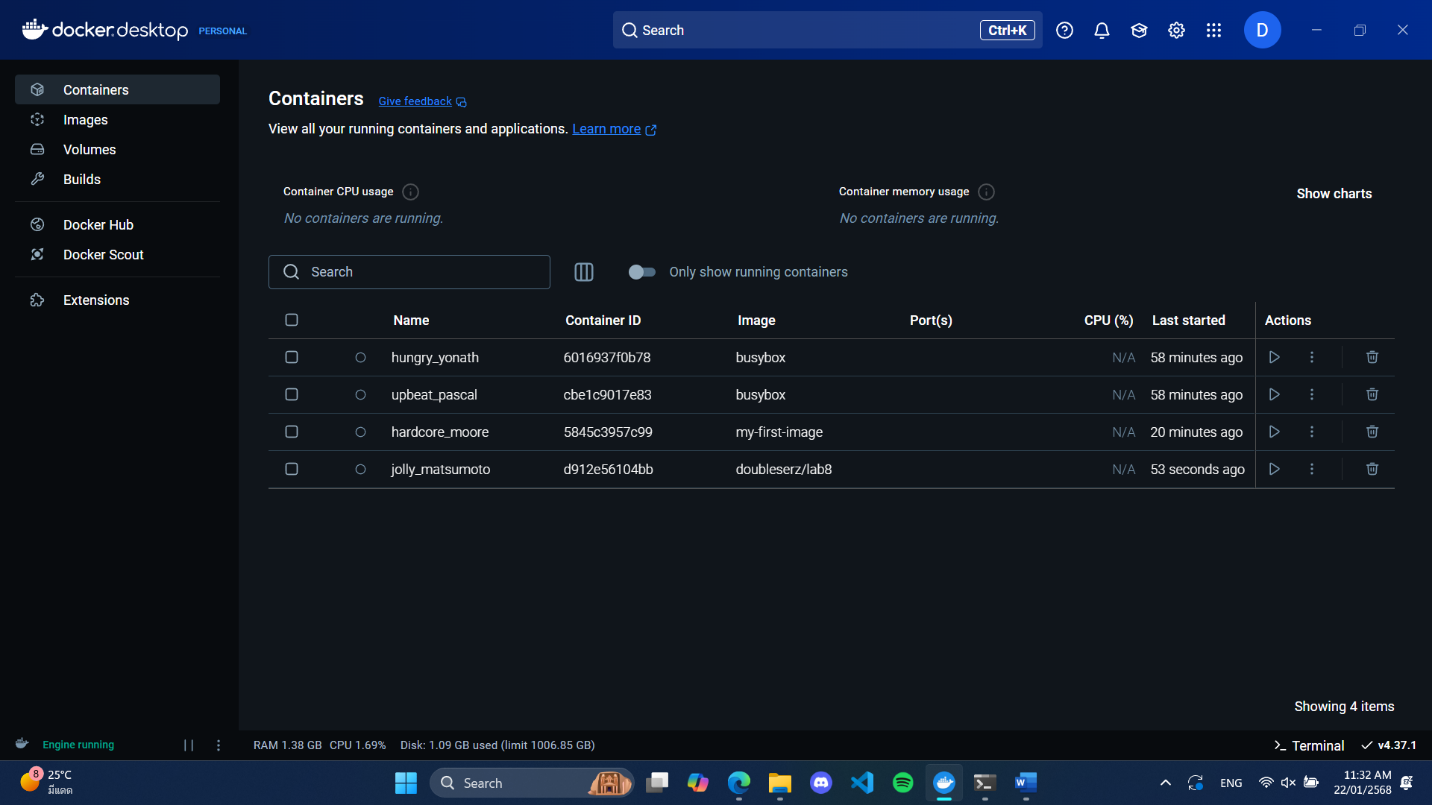 docker.desktop PERSONAL
Search Ctrl+K
D
Containers
Images
Volumes
Builds
Docker Hub
Docker Scout
Extensions
Containers Give feedback
View all your running containers and applications. Learn more
Container CPU usage
No containers are running.
Container memory usage
No containers are running.
Show charts
Search
Only show running containers
Name Container ID Image Port(s) CPU (%) Last started Actions
hungry_yonath 6016937f0b78 busybox N/A 58 minutes ago
upbeat_pascal cbe1c9017e83 busybox N/A 58 minutes ago
hardcore_moore 5845c3957c99 my-first-image N/A 20 minutes ago
jolly_matsumoto d912e56104bb doubleserz/lab8 N/A 53 seconds ago
Showing 4 items
Engine running
RAM 1.38 GB CPU 1.69% Disk: 1.09 GB used (limit 1006.85 GB)
Terminal v4.37.1
8
25°C
มีแดด
Search
ENG
11:32 AM
22/01/2568